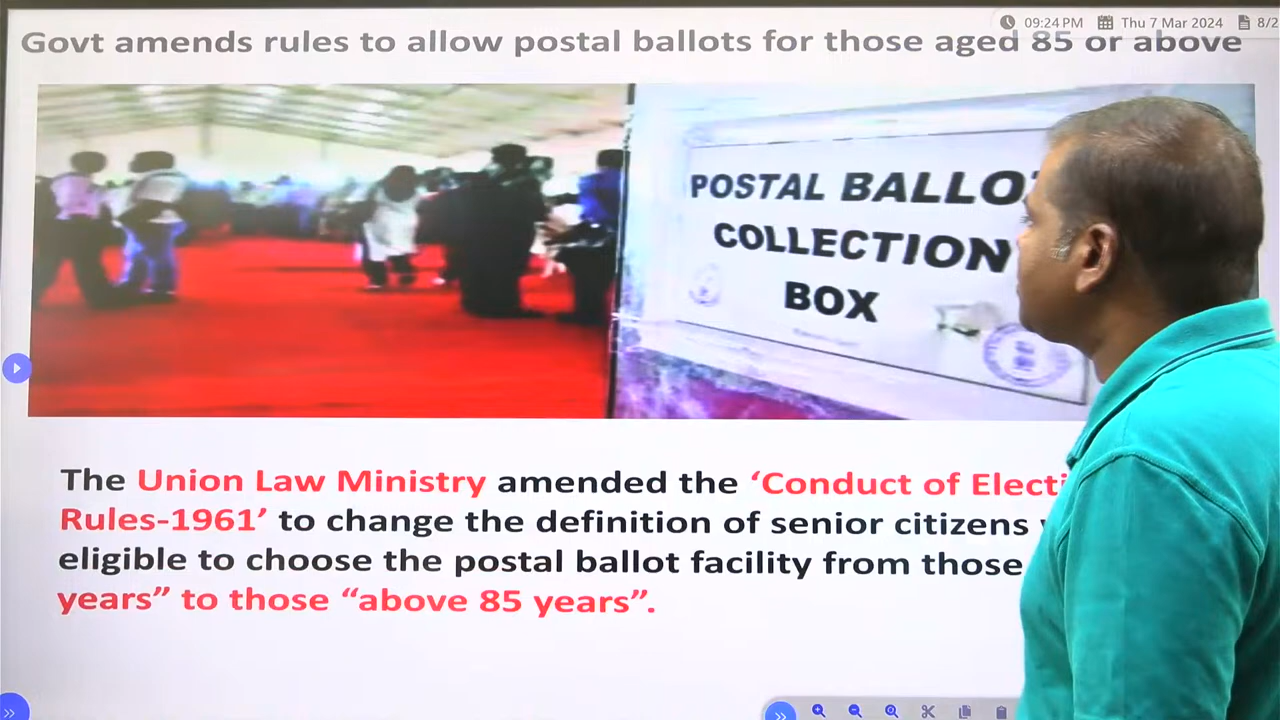 09:24 PM Thu 7 Mar 2024 8/2
Govt amends rules to allow postal ballots for those aged 85 or above
POSTAL BALLO
COLLECTION
BOX
The Union Law Ministry amended the ‘Conduct of Electi
Rules-1961’ to change the definition of senior citizens
eligible to choose the postal ballot facility from those
years” to those “above 85 years”.